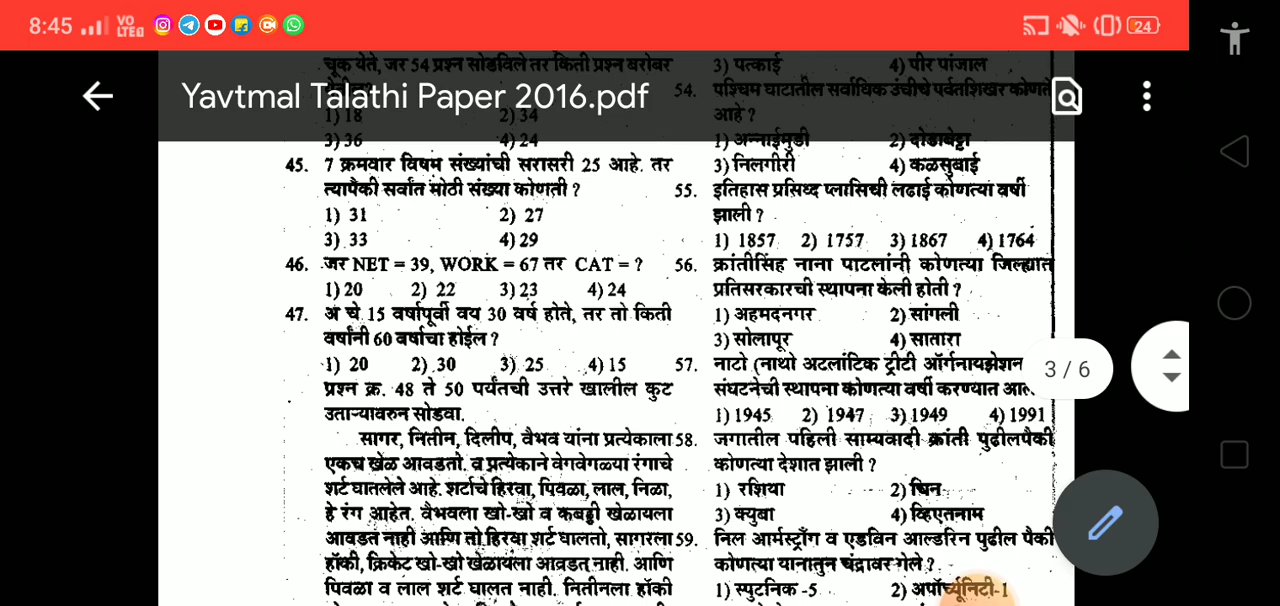 8:45 VO LTE 24
Yavtmal Talathi Paper 2016.pdf
चूक येते, जर 54 प्रश्न सोडविले तर किती प्रश्न बरोबर
1) 18 2) 34
3) 36 4) 24
45. 7 क्रमवार विषम संख्यांची सरासरी 25 आहे. तर
त्यापैकी सर्वांत मोठी संख्या कोणती ?
1) 31 2) 27
3) 33 4) 29
46. जर NET = 39, WORK = 67 तर CAT = ?
1) 20 2) 22 3) 23 4) 24
47. अ चे 15 वर्षापूर्वी वय 30 वर्ष होते, तर तो किती
वर्षांनी 60 वर्षाचा होईल ?
1) 20 2) 30 3) 25 4) 15
प्रश्न क्र. 48 ते 50 पर्यंतची उत्तरे खालील कुट
उताऱ्यावरुन सोडवा.
सागर, नितीन, दिलीप, वैभव यांना प्रत्येकाला
एकच खेळ आवडतो. व प्रत्येकाने वेगवेगळ्या रंगाचे
शर्ट घातलेले आहे. शर्टाचे हिरवा, पिवळा, लाल, निळा,
हे रंग आहेत. वैभवला खो-खो व कबड्डी खेळायला
आवडत नाही आणि तो हिरवा शर्ट घालतो, सागरला
हॉकी, क्रिकेट खो-खो खेळायंला आवडत नाही. आणि
पिवळा व लाल शर्ट घालत नाही. नितीनला हॉकी
3) पत्काई 4) पीर पांजाल
54. पश्चिम घाटातील सर्वाधिक उंचीचे पर्वतशिखर कोणते
आहे ?
1) अन्नाईमुडी 2) दोडाबेट्टा
3) निलगीरी 4) कळसुबाई
55. इतिहास प्रसिध्द प्लासिची लढाई कोणत्या वर्षी
झाली ?
1) 1857 2) 1757 3) 1867 4) 1764
56. क्रांतीसिंह नाना पाटलांनी कोणत्या जिल्ह्यात
प्रतिसरकारची स्थापना केली होती ?
1) अहमदनगर 2) सांगली
3) सोलापूर 4) सातारा
57. नाटो (नाथो अटलांटिक ट्रीटी ऑर्गनायझेशन
संघटनेची स्थापना कोणत्या वर्षी करण्यात
1) 1945 2) 1947 3) 1949 4) 1991
58. जगातील पहिली साम्यवादी क्रांती पुढीलपैकी
कोणत्या देशात झाली ?
1) रशिया 2) चिन
3) क्युबा 4) व्हिएतनाम
59. निल आर्मस्ट्राँग व एडविन आल्डरिन पुढील पैकी
कोणत्या यानातुन चंद्रावर गेले ?
1) स्पुटनिक -5 2) अपॉर्च्यूनिटी-1
3 / 6